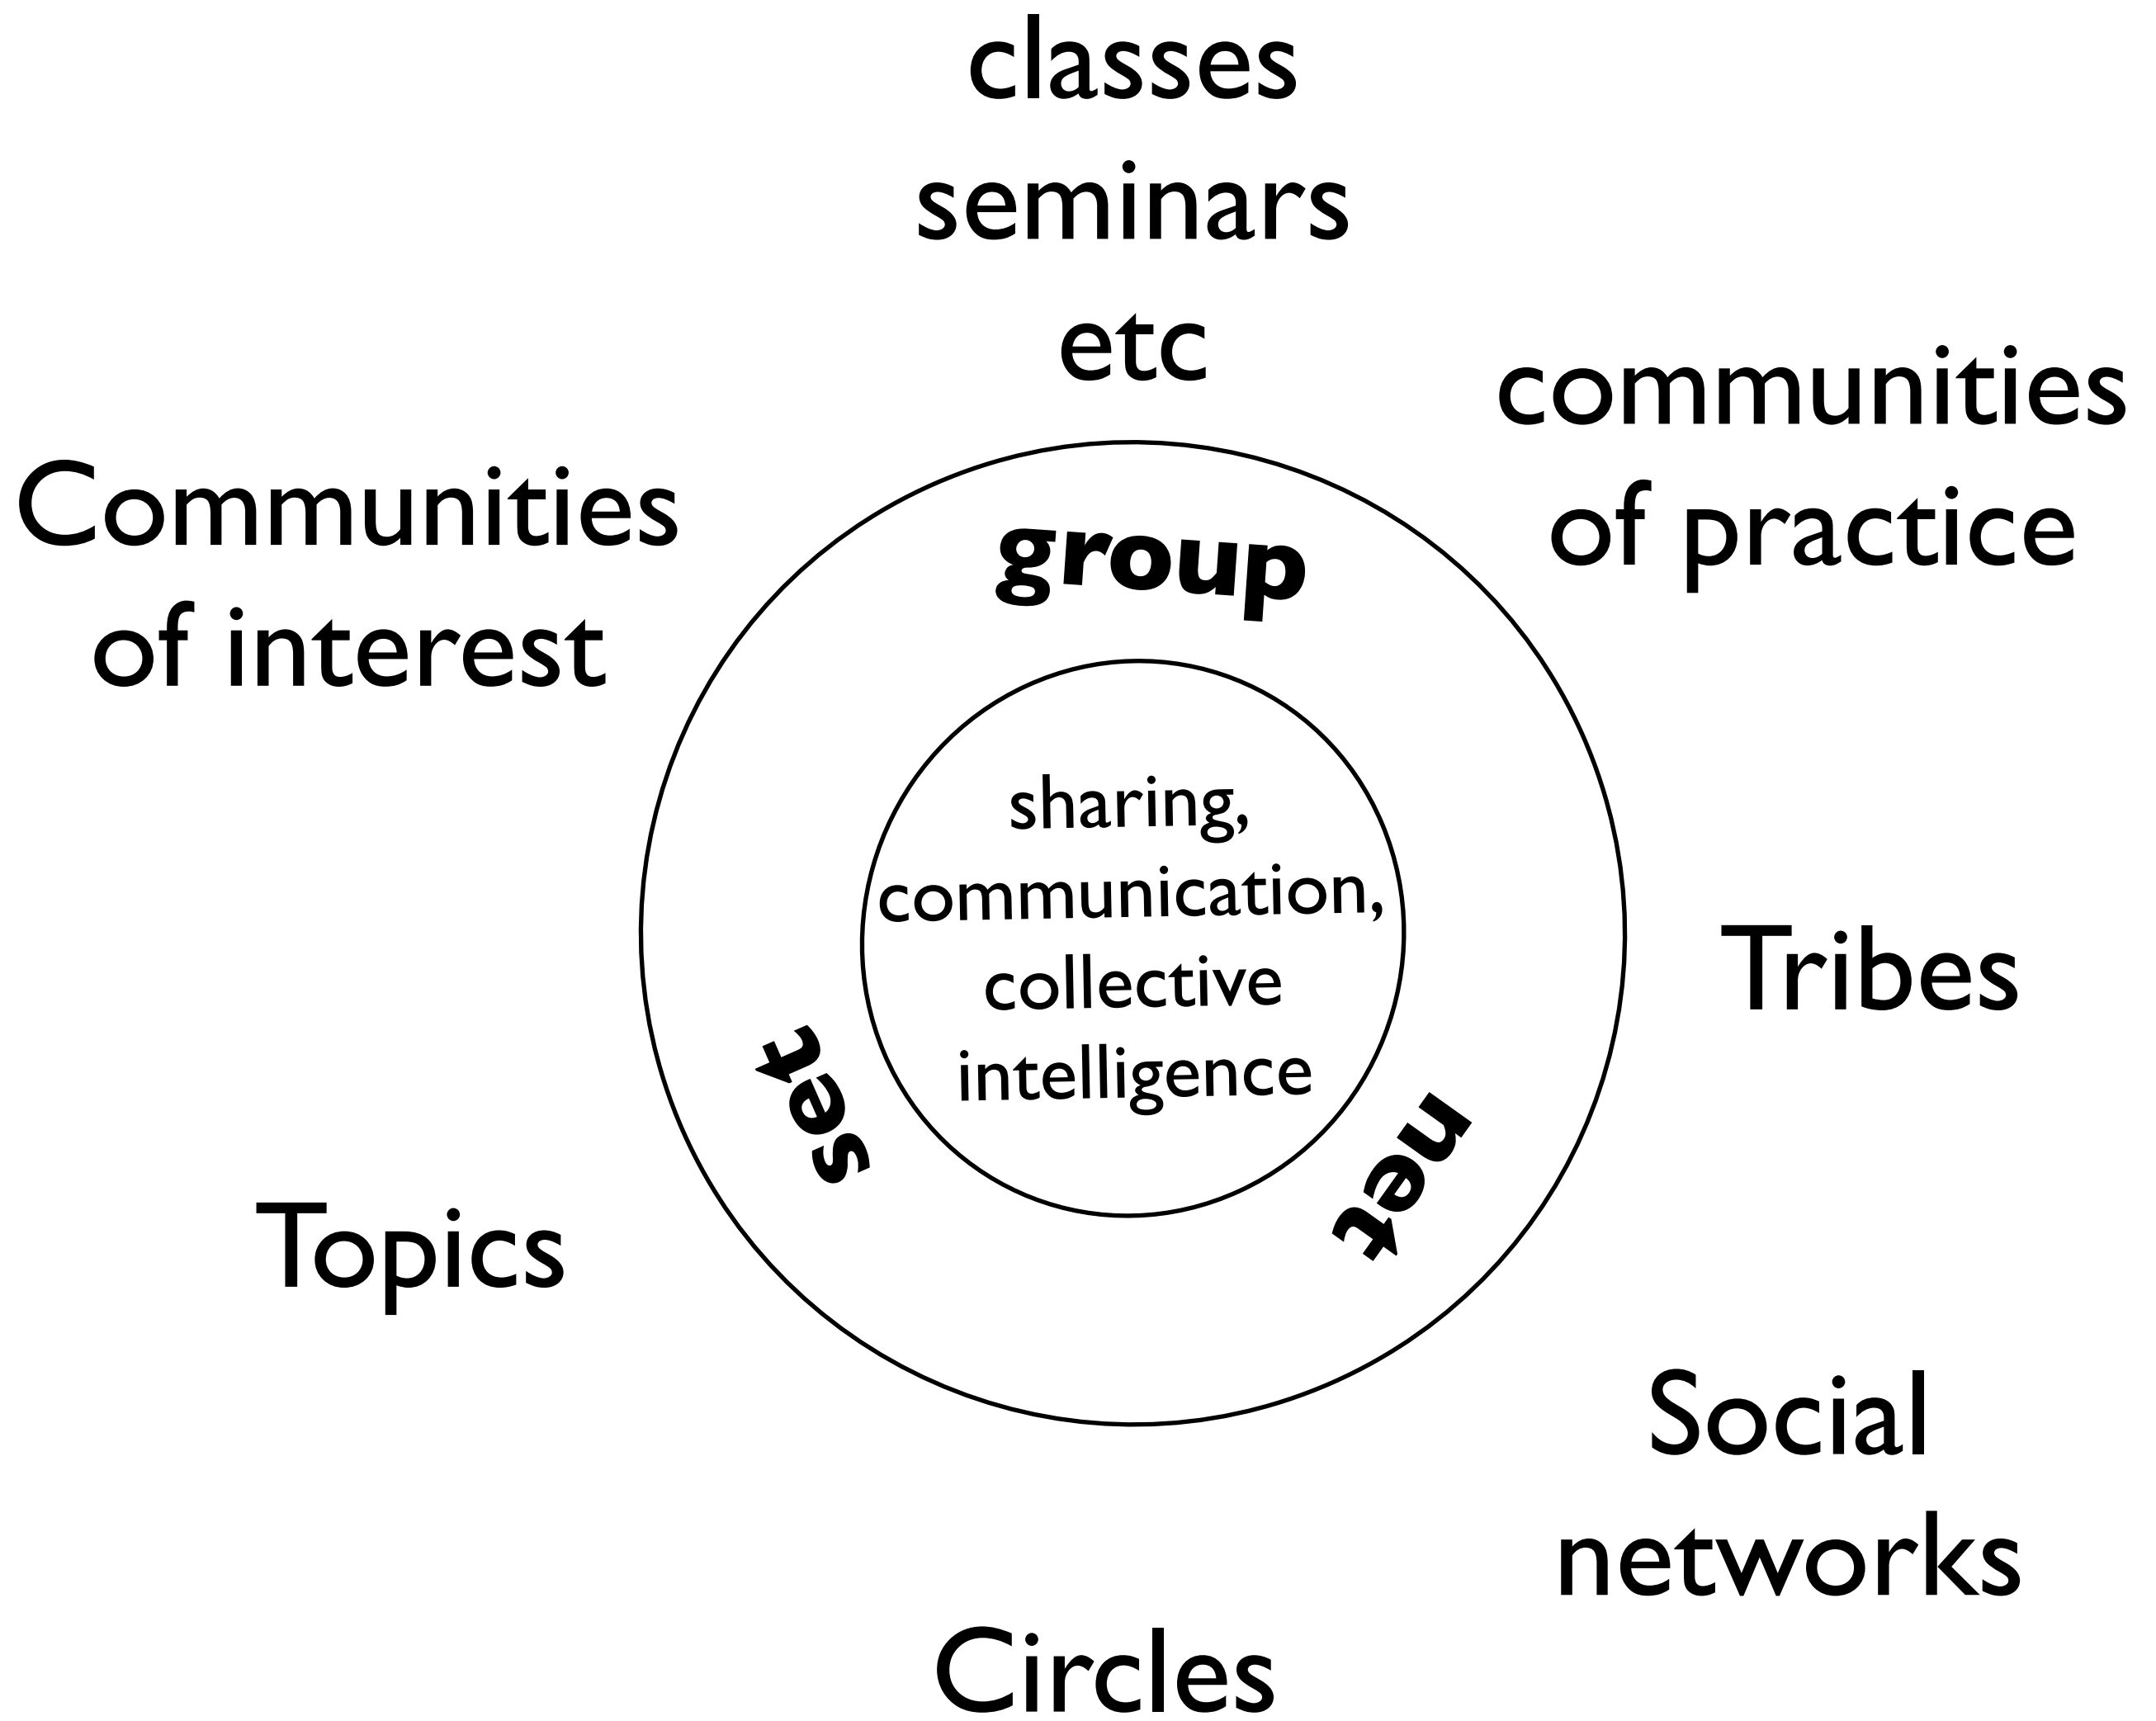 classes
seminars
etc
communities
of practice
Communities
of interest
group
sharing,
communication,
collective
intelligence
Tribes
set
net
Topics
Social
networks
Circles